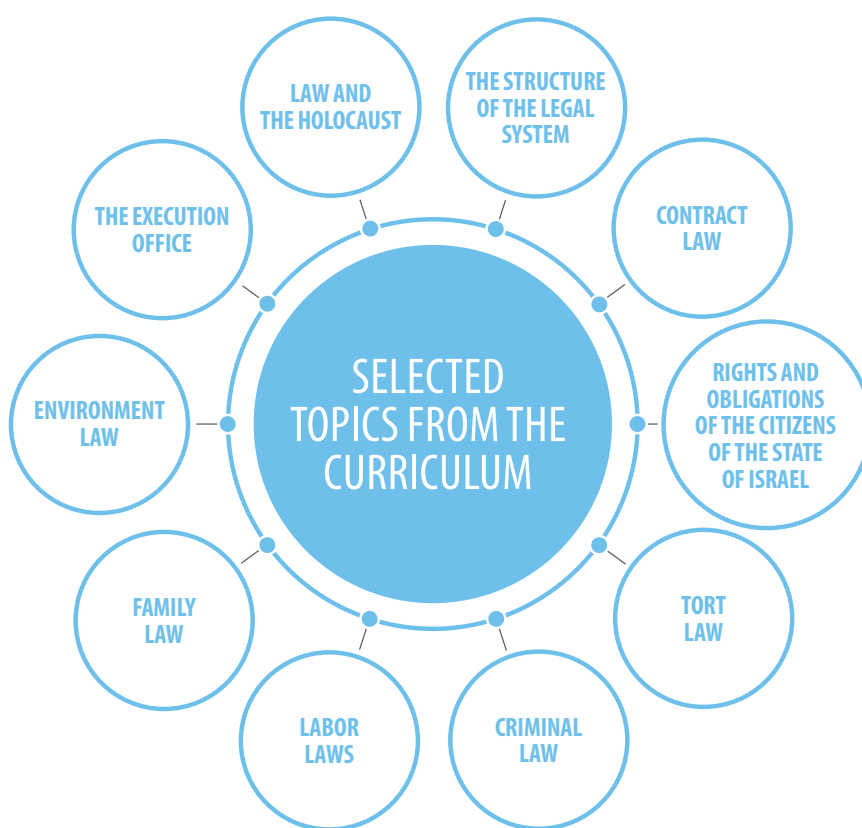 SELECTED
TOPICS FROM THE
CURRICULUM
THE STRUCTURE
OF THE LEGAL
SYSTEM
CONTRACT
LAW
RIGHTS AND
OBLIGATIONS
OF THE CITIZENS
OF THE STATE
OF ISRAEL
TORT
LAW
CRIMINAL
LAW
LABOR
LAWS
FAMILY
LAW
ENVIRONMENT
LAW
THE EXECUTION
OFFICE
LAW AND
THE HOLOCAUST